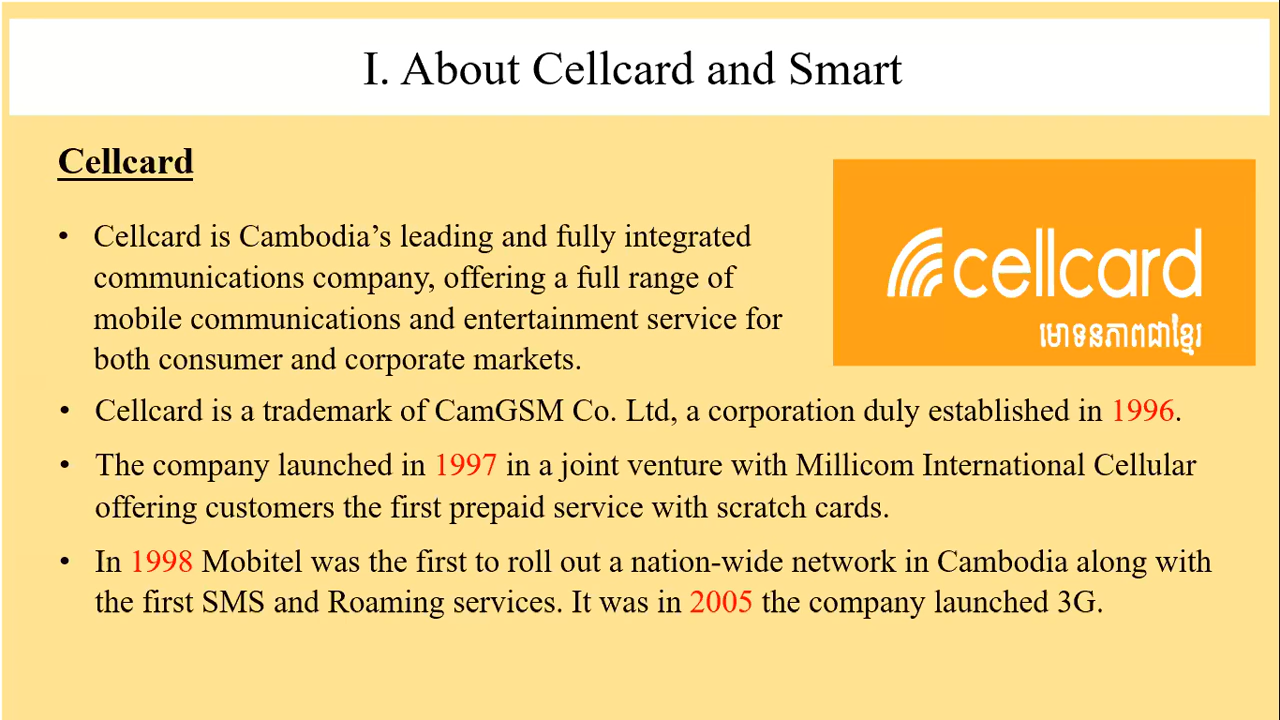 I. About Cellcard and Smart
Cellcard
• Cellcard is Cambodia’s leading and fully integrated
communications company, offering a full range of
mobile communications and entertainment service for
both consumer and corporate markets.
cellcard
មោទនភាពជាខ្មែរ
• Cellcard is a trademark of CamGSM Co. Ltd, a corporation duly established in 1996.
• The company launched in 1997 in a joint venture with Millicom International Cellular
offering customers the first prepaid service with scratch cards.
• In 1998 Mobitel was the first to roll out a nation-wide network in Cambodia along with
the first SMS and Roaming services. It was in 2005 the company launched 3G.